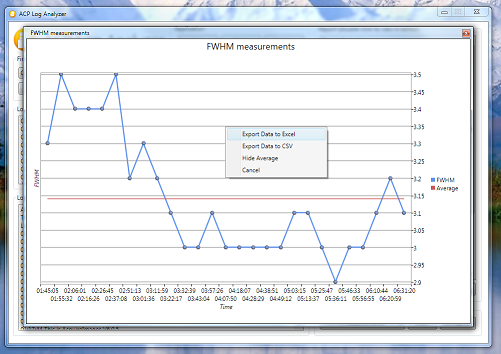 ACP Log Analyzer
FWHM measurements
FWHM measurements
3.5
3.45
3.4
3.35
3.3
3.25
3.2
3.15
3.1
3.05
3
2.95
2.9
FWHM
Export Data to Excel
Export Data to CSV
Hide Average
Cancel
FWHM
Average
01:45:05 02:06:01 02:26:45 02:51:13 03:11:59 03:32:29 03:57:26 04:18:07 04:38:51 05:03:15 05:25:47 05:46:33 06:10:44 06:31:20
01:55:32 02:16:26 02:37:08 03:01:36 03:22:17 03:43:04 04:07:50 04:28:29 04:49:12 05:13:37 05:36:11 05:56:55 06:20:59
Time